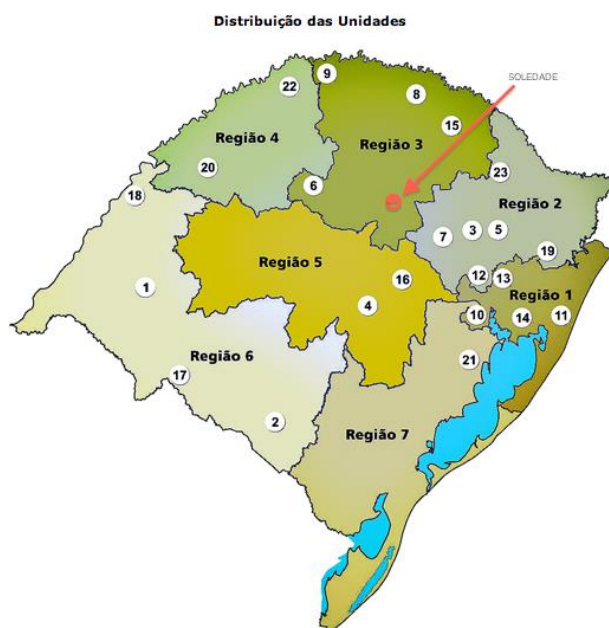 Distribuição das Unidades
SOLEDADE
9
22
8
15
Região 4
Região 3
20
6
23
18
Região 2
7
3
5
19
Região 5
16
12
13
1
Região 1
4
10
14
11
Região 6
21
17
2
Região 7